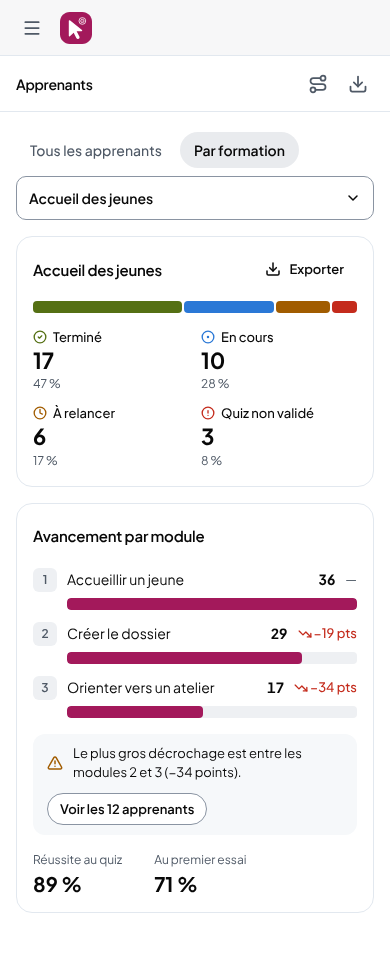 Apprenants
Tous les apprenants Par formation
Accueil des jeunes
Accueil des jeunes Exporter
Terminé En cours
17 10
47 % 28 %
À relancer Quiz non validé
6 3
17 % 8 %
Avancement par module
1 Accueillir un jeune 36 —
2 Créer le dossier 29 −19 pts
3 Orienter vers un atelier 17 −34 pts
Le plus gros décrochage est entre les
modules 2 et 3 (−34 points).
Voir les 12 apprenants
Réussite au quiz Au premier essai
89 % 71 %